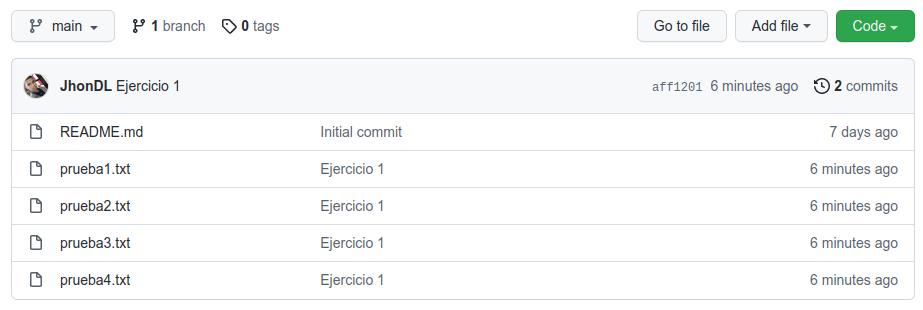 main 1 branch 0 tags Go to file Add file Code
JhonDL Ejercicio 1 aff1201 6 minutes ago 2 commits
README.md Initial commit 7 days ago
prueba1.txt Ejercicio 1 6 minutes ago
prueba2.txt Ejercicio 1 6 minutes ago
prueba3.txt Ejercicio 1 6 minutes ago
prueba4.txt Ejercicio 1 6 minutes ago